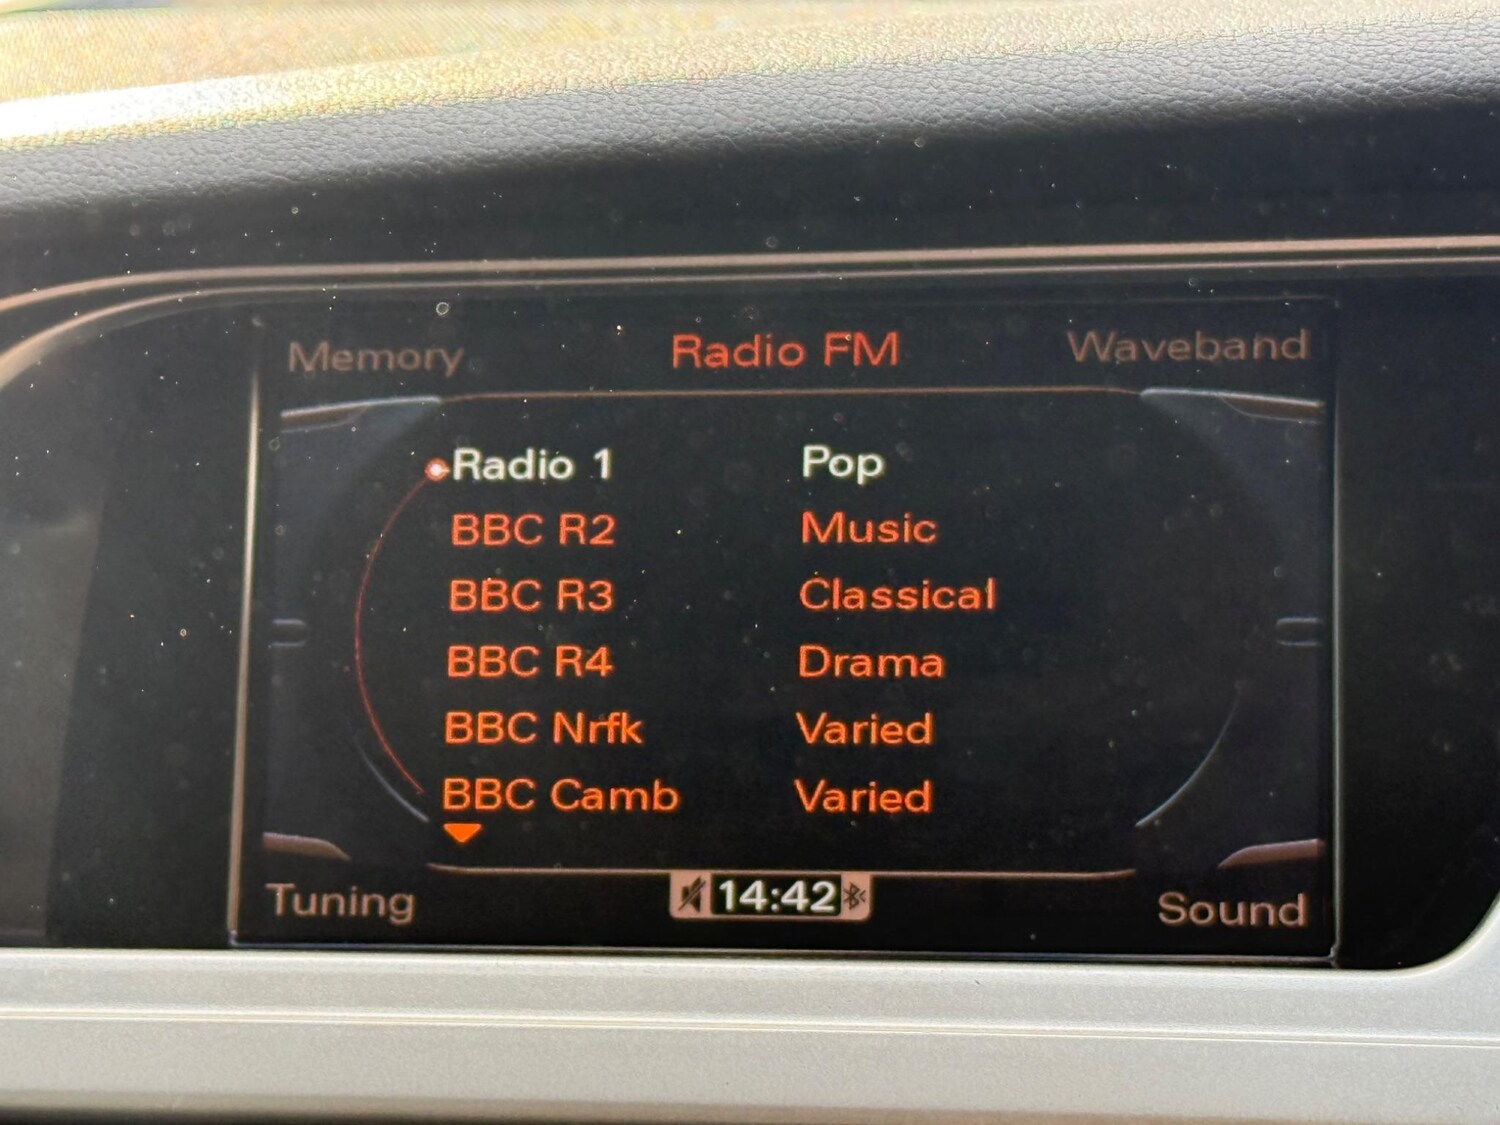 Memory Radio FM Waveband
Radio 1 Pop
BBC R2 Music
BBC R3 Classical
BBC R4 Drama
BBC Nrfk Varied
BBC Camb Varied
Tuning 14:42 Sound